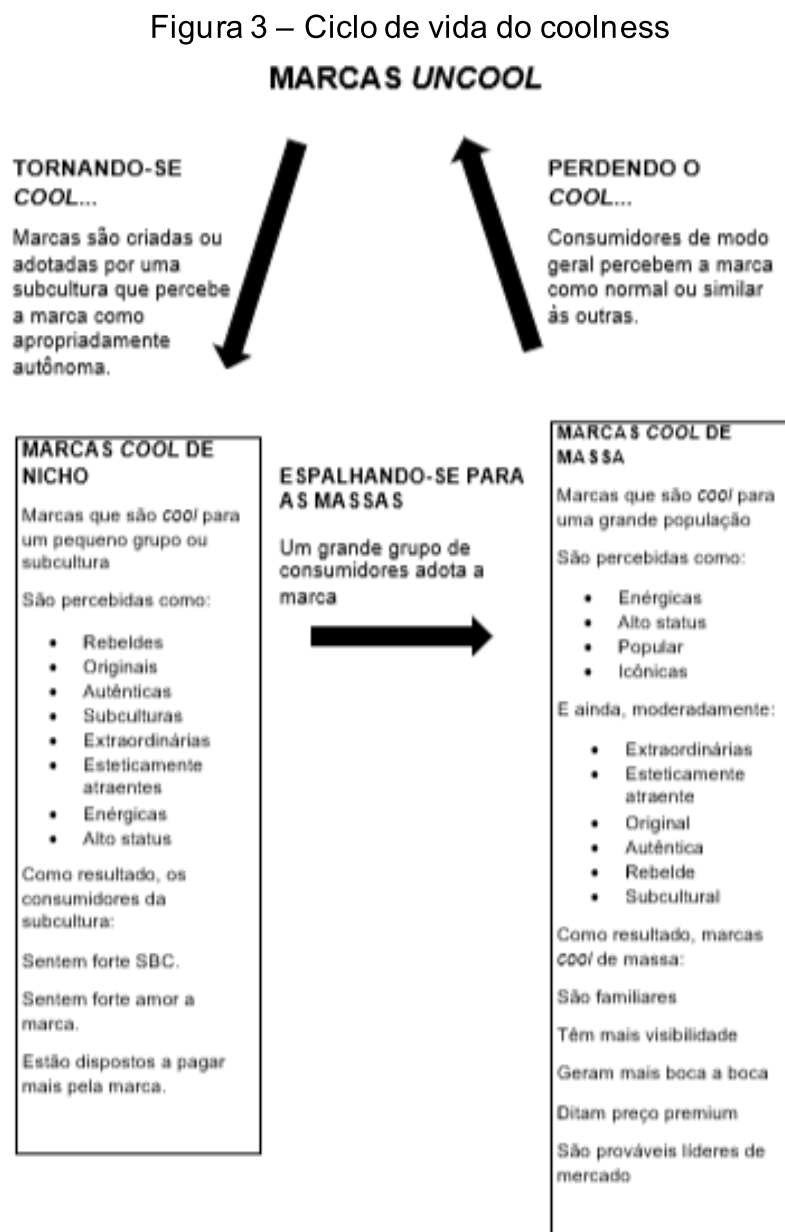 Figura 3 – Ciclo de vida do coolness
MARCAS UNCOOL
TORNANDO-SE
COOL...
Marcas são criadas ou
adotadas por uma
subcultura que percebe
a marca como
apropriadamente
autônoma.
PERDENDO O
COOL...
Consumidores de modo
geral percebem a marca
como normal ou similar
às outras.
MARCAS COOL DE
NICHO
Marcas que são cool para
um pequeno grupo ou
subcultura
São percebidas como:
• Rebeldes
• Originais
• Autênticas
• Subculturas
• Extraordinárias
• Esteticamente
atraentes
• Enérgicas
• Alto status
Como resultado, os
consumidores da
subcultura:
Sentem forte SBC.
Sentem forte amor a
marca.
Estão dispostos a pagar
mais pela marca.
ESPALHANDO-SE PARA
AS MASSAS
Um grande grupo de
consumidores adota a
marca
MARCAS COOL DE
MASSA
Marcas que são cool para
uma grande população
São percebidas como:
• Enérgicas
• Alto status
• Popular
• Icônicas
E ainda, moderadamente:
• Extraordinárias
• Esteticamente
atraente
• Original
• Autêntica
• Rebelde
• Subcultural
Como resultado, marcas
cool de massa:
São familiares
Têm mais visibilidade
Geram mais boca a boca
Ditam preço premium
São prováveis líderes de
mercado